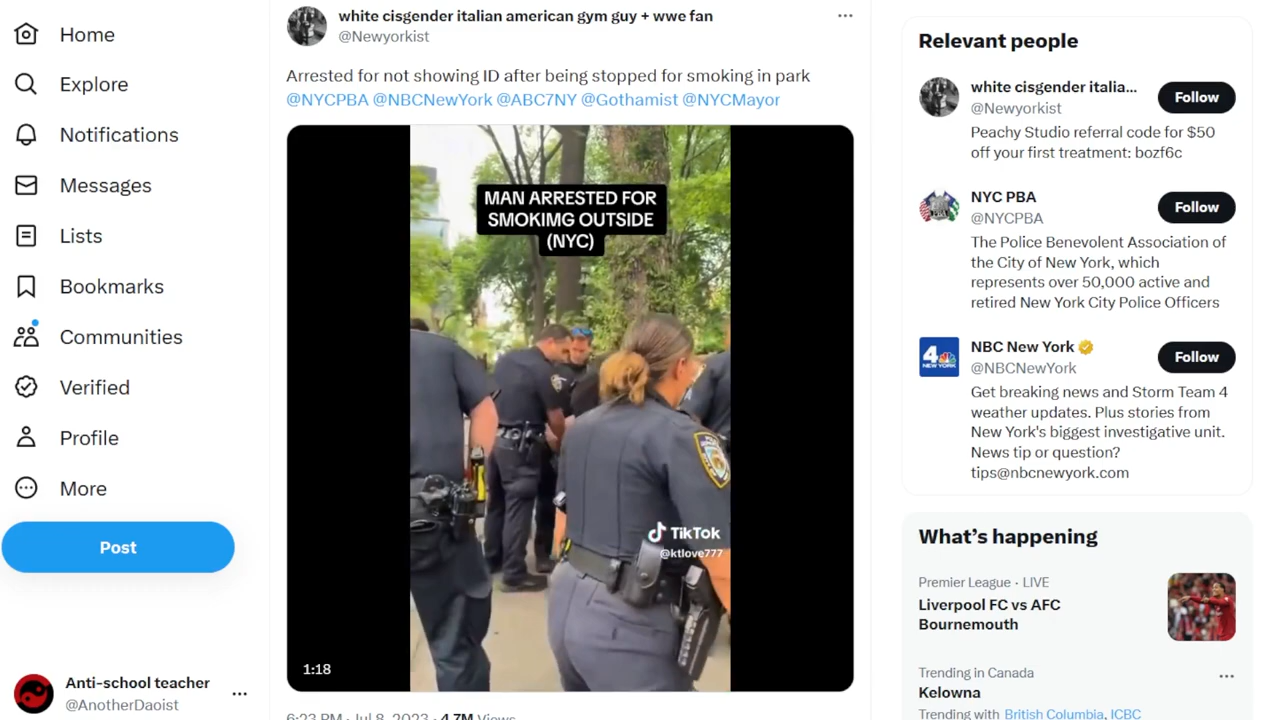 Home
Explore
Notifications
Messages
Lists
Bookmarks
Communities
Verified
Profile
More
Post
Anti-school teacher
@AnotherDaoist
white cisgender italian american gym guy + wwe fan
@Newyorkist
Arrested for not showing ID after being stopped for smoking in park
@NYCPBA @NBCNewYork @ABC7NY @Gothamist @NYCMayor
MAN ARRESTED FOR
SMOKIMG OUTSIDE
(NYC)
TikTok
@ktlove777
1:18
6:23 PM · Jul 8, 2023 · 4.7M Views
Relevant people
white cisgender italia...
@Newyorkist
Follow
Peachy Studio referral code for $50
off your first treatment: bozf6c
NYC PBA
@NYCPBA
Follow
The Police Benevolent Association of
the City of New York, which
represents over 50,000 active and
retired New York City Police Officers
4
NEW YORK
NBC New York
@NBCNewYork
Follow
Get breaking news and Storm Team 4
weather updates. Plus stories from
New York's biggest investigative unit.
News tip or question?
tips@nbcnewyork.com
What's happening
Premier League · LIVE
Liverpool FC vs AFC
Bournemouth
Trending in Canada
Kelowna
Trending with British Columbia, ICBC